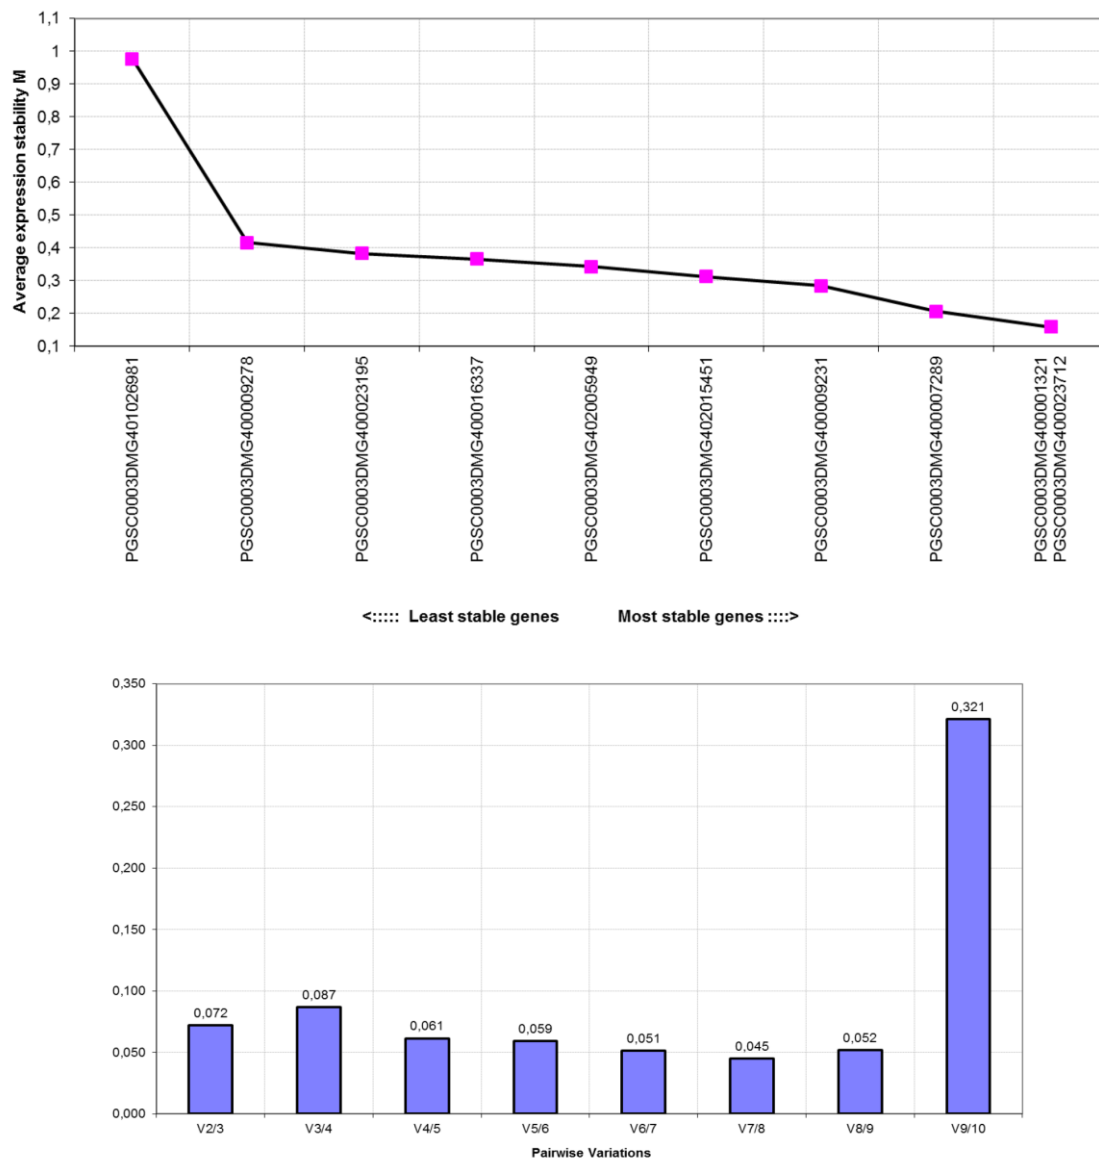 Average expression stability M
1,1
1
0,9
0,8
0,7
0,6
0,5
0,4
0,3
0,2
0,1
PGSC0003DMG401026981
PGSC0003DMG400009278
PGSC0003DMG400023195
PGSC0003DMG400016337
PGSC0003DMG402005949
PGSC0003DMG402015451
PGSC0003DMG400009231
PGSC0003DMG400007289
PGSC0003DMG400001321
PGSC0003DMG400023712
<::::: Least stable genes Most stable genes ::::>
0,350
0,300
0,250
0,200
0,150
0,100
0,050
0,000
0,072
0,087
0,061
0,059
0,051
0,045
0,052
0,321
V2/3 V3/4 V4/5 V5/6 V6/7 V7/8 V8/9 V9/10
Pairwise Variations